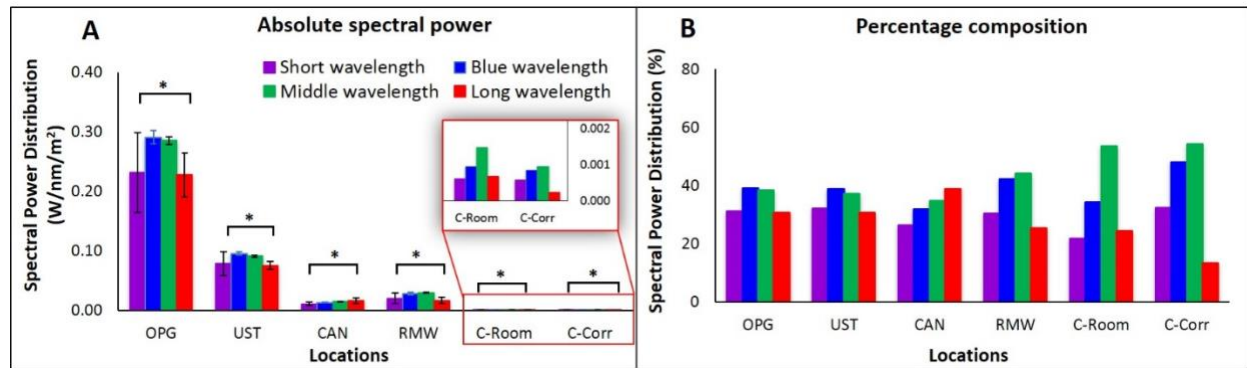 A
Absolute spectral power
Short wavelength
Blue wavelength
Middle wavelength
Long wavelength
Spectral Power Distribution
(W/nm/m²)
0.40
0.30
0.20
0.10
0.00
*
*
*
*
*
*
0.002
0.001
0.000
C-Room
C-Corr
OPG
UST
CAN
RMW
C-Room
C-Corr
Locations
B
Percentage composition
Spectral Power Distribution (%)
80
60
40
20
0
OPG
UST
CAN
RMW
C-Room
C-Corr
Locations